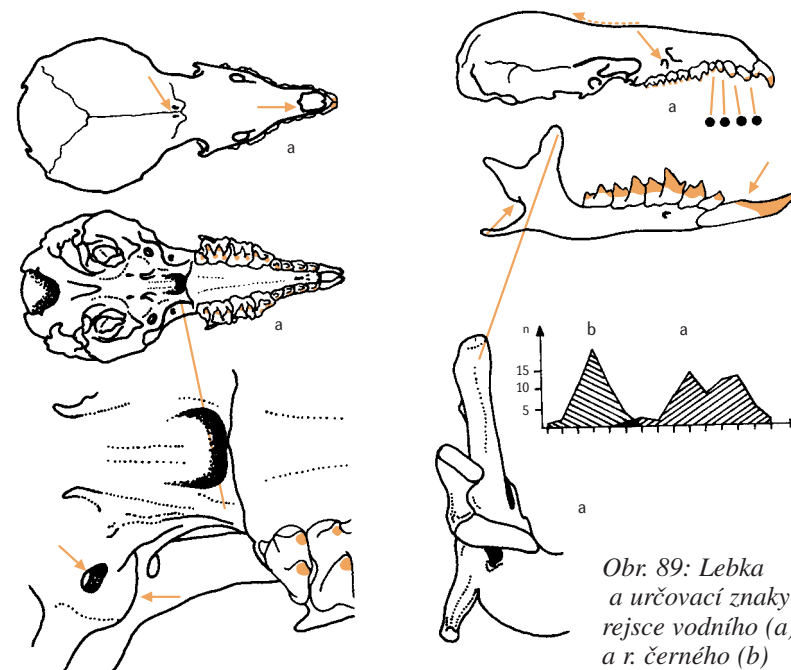 a
a
a
n
b a
15
10
5
a
Obr. 89: Lebka
a určovací znaky
rejsce vodního (a)
a r. černého (b)